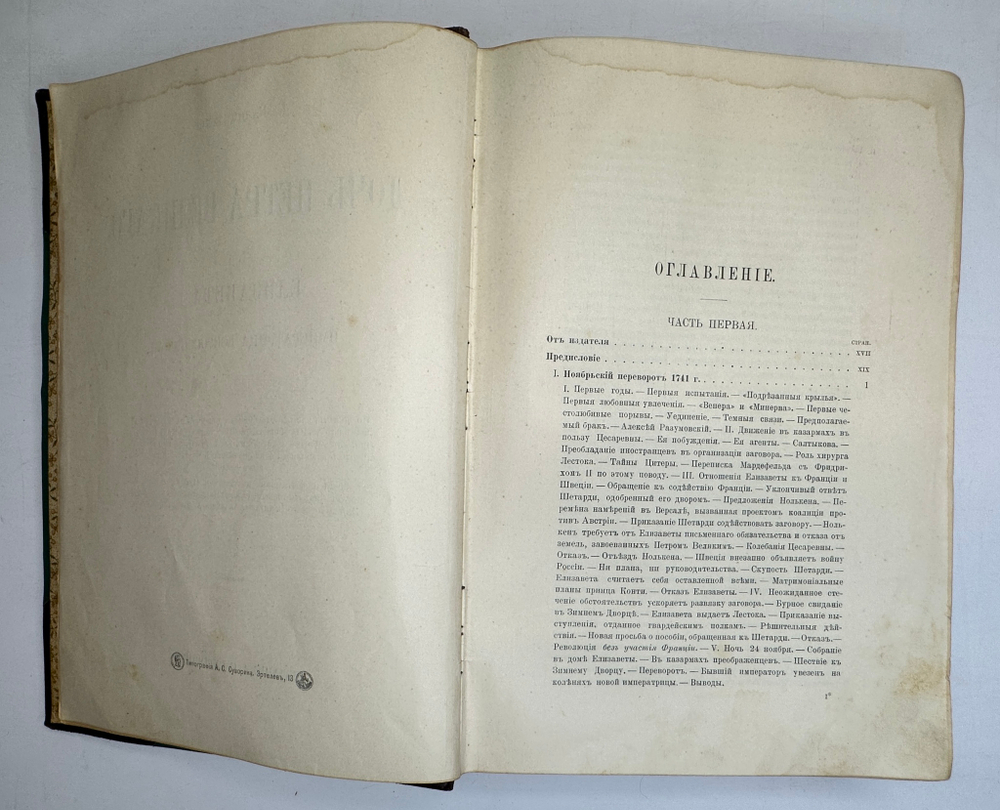 Типографія А. С. Суворина. Эртелевъ, 13
ОГЛАВЛЕНІЕ.
ЧАСТЬ ПЕРВАЯ.
СТРАН.
Отъ издателя . . . . . . . . . . . . . . . . . . . . XVII
Предисловіе . . . . . . . . . . . . . . . . . . . . XIX
I. Ноябрьскій переворотъ 1741 г. . . . . . . . . . . . . 1
I. Первые годы. — Первыя испытанія. — «Подрѣзанныя крылья». —
Первыя любовныя увлеченія. — «Венера» и «Минерва». — Первые че-
столюбивые порывы. — Уединеніе. — Темныя связи. — Предполагае-
мый бракъ. — Алексѣй Разумовскій. — II. Движеніе въ казармахъ въ
пользу Цесаревны. — Ея побужденія. — Ея агенты. — Салтыкова. —
Преобладаніе иностранцевъ въ организаціи заговора. — Роль хирурга
Лестока. — Тайны Цитеры. — Переписка Мардефельда съ Фридри-
хомъ II по этому поводу. — III. Отношенія Елизаветы къ Франціи и
Швеціи. — Обращеніе къ содѣйствію Франціи. — Уклончивый отвѣтъ
Шетарди, одобренный его дворомъ. — Предложенія Нолькена. — Пе-
ремѣна намѣреній въ Версалѣ, вызванная проектомъ коалиціи про-
тивъ Австріи. — Приказаніе Шетарди содѣйствовать заговору. — Ноль-
кенъ требуетъ отъ Елизаветы письменнаго обязательства и отказа отъ
земель, завоеванныхъ Петромъ Великимъ. — Колебанія Цесаревны. —
Отказъ. — Отъѣздъ Нолькена. — Швеція внезапно объявляетъ войну
Россіи. — Ни плана, ни руководительства. — Скупость Шетарди. —
Елизавета считаетъ себя оставленной всѣми. — Матримоніальные
планы принца Конти. — Отказъ Елизаветы. — IV. Неожиданное сте-
ченіе обстоятельствъ ускоряетъ развязку заговора. — Бурное свиданіе
въ Зимнемъ Дворцѣ. — Елизавета выдаетъ Лестока. — Приказаніе вы-
ступленія, отданное гвардейскимъ полкамъ. — Рѣшительныя дѣй-
ствія. — Новая просьба о пособіи, обращенная къ Шетарди. — Отказъ. —
Революція безъ участія Франціи. — V. Ночь 24 ноября. — Собраніе
въ домѣ Елизаветы. — Въ казармахъ преображенцевъ. — Шествіе къ
Зимнему Дворцу. — Переворотъ. — Бывшій императоръ увезенъ на
колѣняхъ новой императрицы. — Выводы.
1*